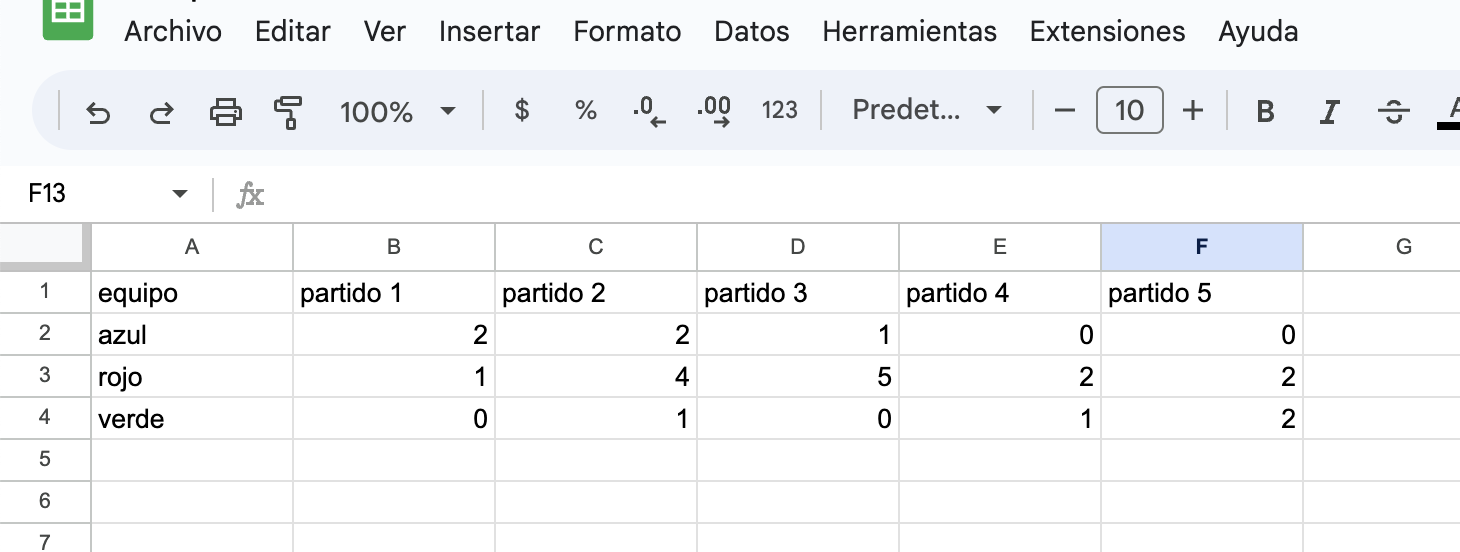 Archivo Editar Ver Insertar Formato Datos Herramientas Extensiones Ayuda
100% $ % .0 .00 123 Predet... − 10 + B I S
F13 fx
A B C D E F G
1 equipo partido 1 partido 2 partido 3 partido 4 partido 5
2 azul 2 2 1 0 0
3 rojo 1 4 5 2 2
4 verde 0 1 0 1 2
5
6
7